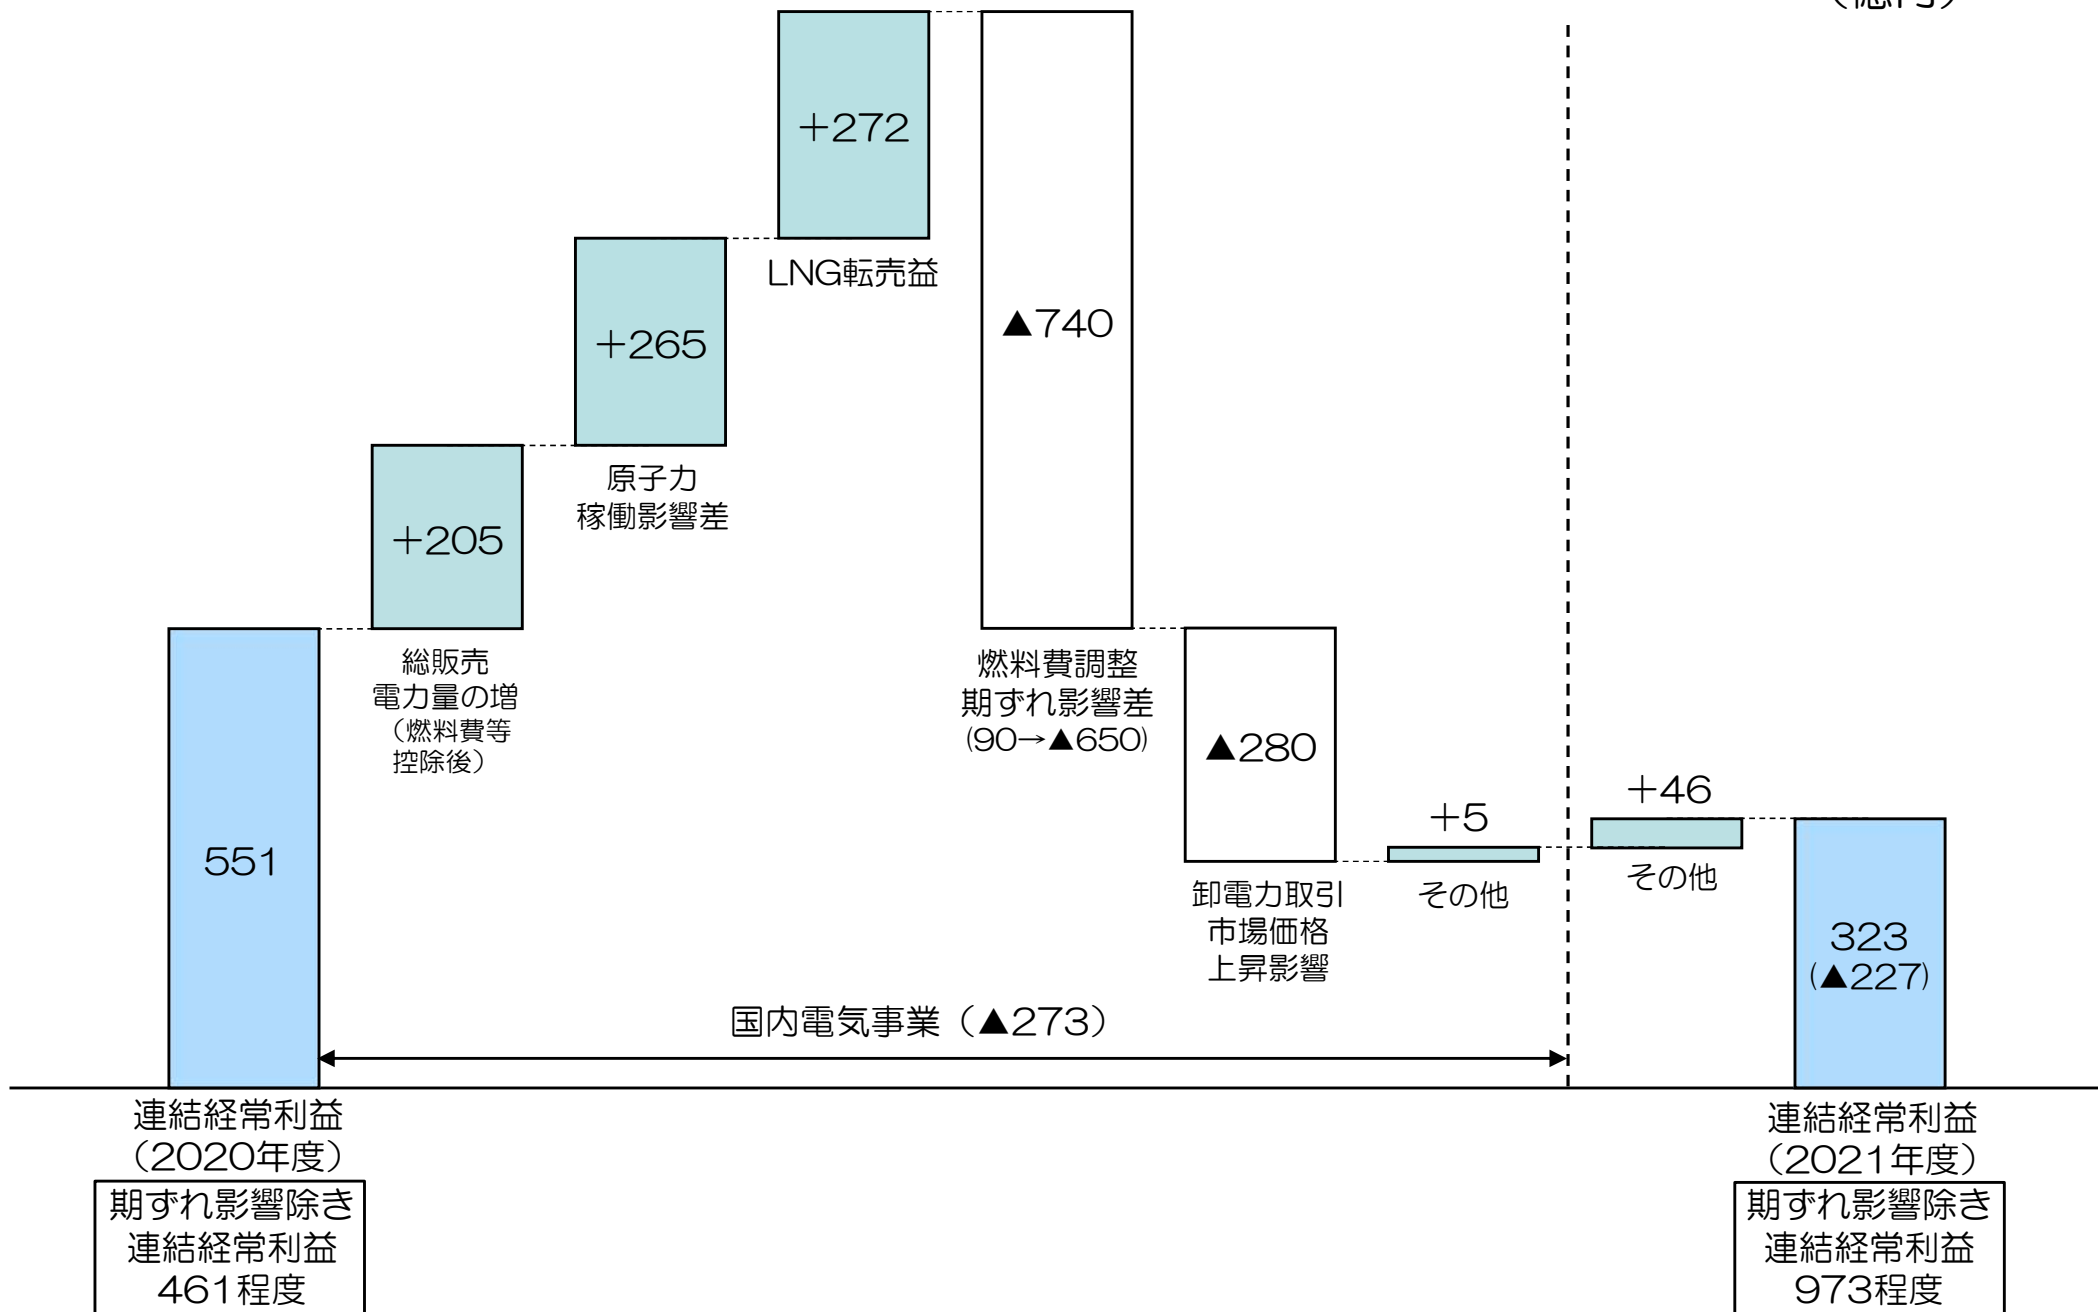 +272
LNG転売益
+265
原子力
稼働影響差
▲740
燃料費調整
期ずれ影響差
(90→▲650)
+205
総販売
電力量の増
（燃料費等
控除後）
551
▲280
卸電力取引
市場価格
上昇影響
+5
その他
+46
その他
323
(▲227)
国内電気事業（▲273）
連結経常利益
（2020年度）
期ずれ影響除き
連結経常利益
461程度
連結経常利益
（2021年度）
期ずれ影響除き
連結経常利益
973程度